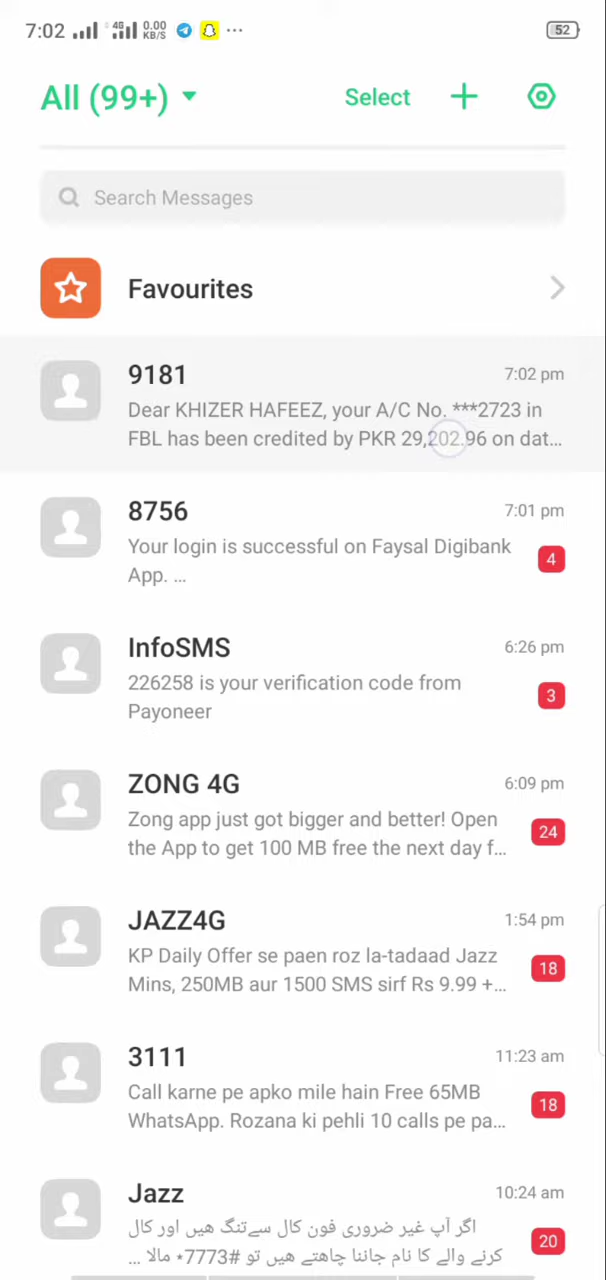 7:02 4G 0.00 KB/S ··· 52
All (99+) Select
Search Messages
Favourites
9181 7:02 pm
Dear KHIZER HAFEEZ, your A/C No. ***2723 in
FBL has been credited by PKR 29,202.96 on dat...
8756 7:01 pm
Your login is successful on Faysal Digibank
App. ...
4
InfoSMS 6:26 pm
226258 is your verification code from
Payoneer
3
ZONG 4G 6:09 pm
Zong app just got bigger and better! Open
the App to get 100 MB free the next day f...
24
JAZZ4G 1:54 pm
KP Daily Offer se paen roz la-tadaad Jazz
Mins, 250MB aur 1500 SMS sirf Rs 9.99 +...
18
3111 11:23 am
Call karne pe apko mile hain Free 65MB
WhatsApp. Rozana ki pehli 10 calls pe pa...
18
Jazz 10:24 am
اگر آپ غیر ضروری فون کال سےتنگ ھیں اور کال
کرنے والے کا نام جاننا چاھتے ھیں تو #7773* مالا ...
20